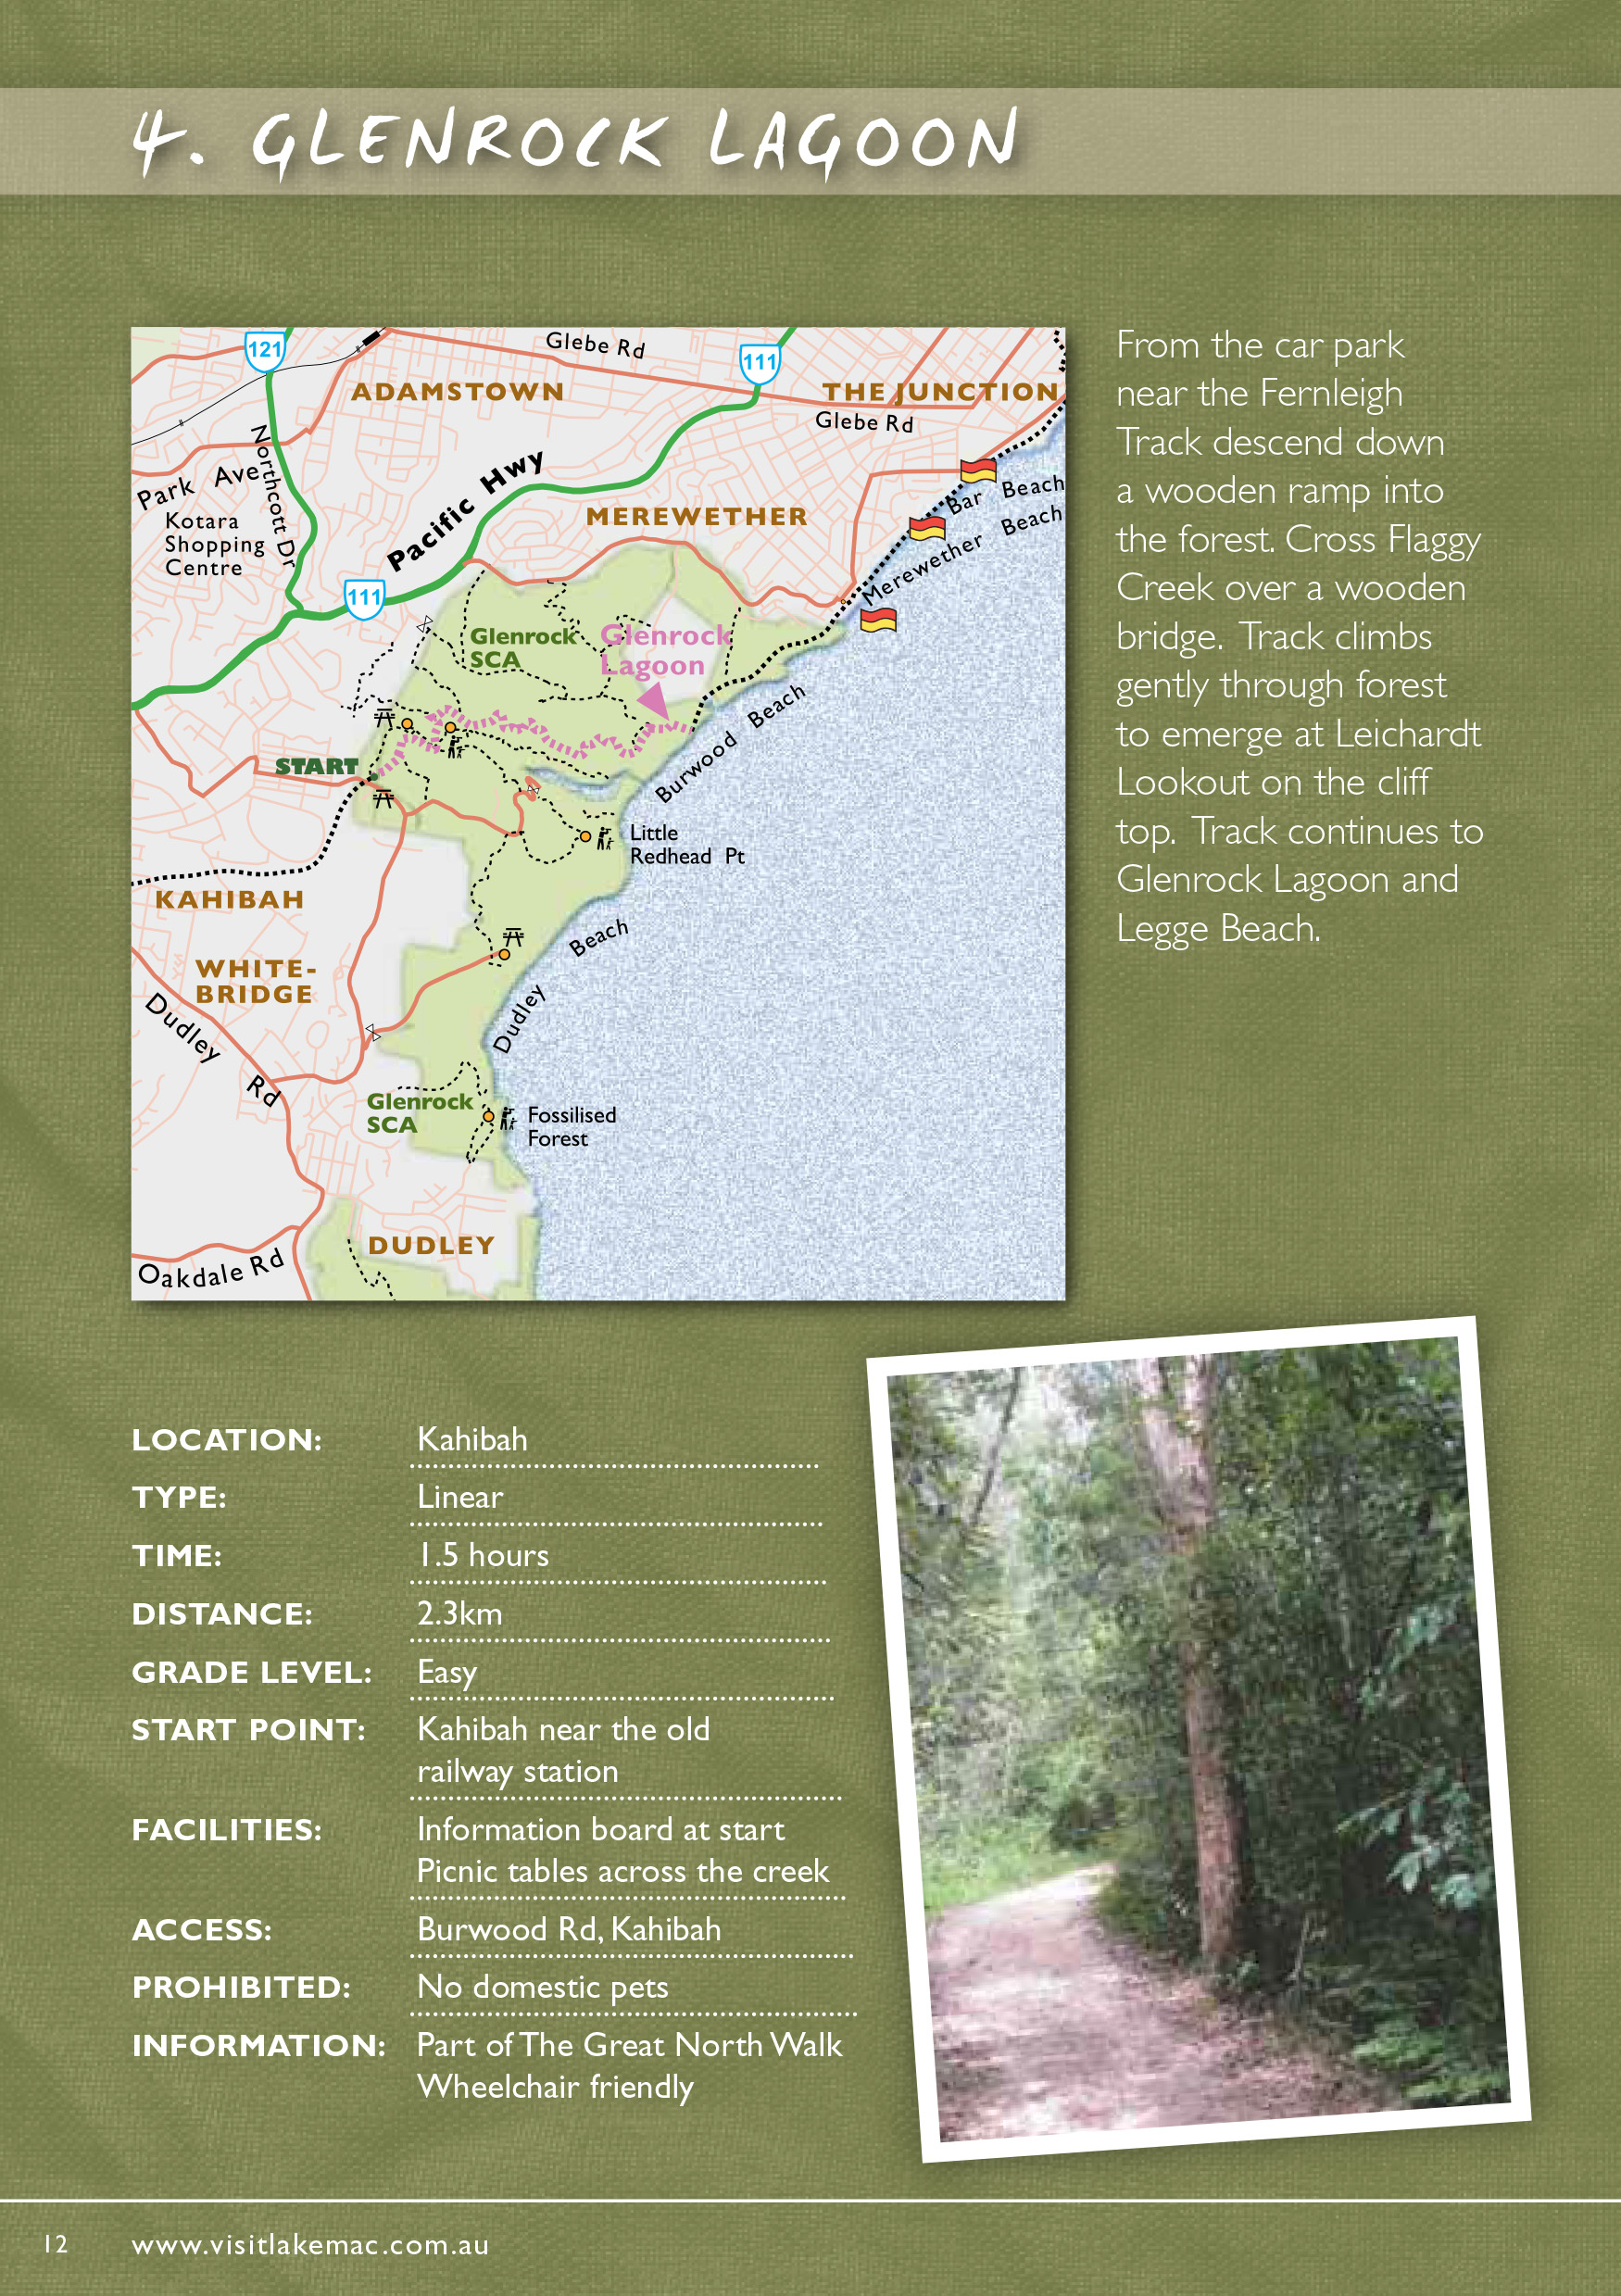 4. GLENROCK LAGOON
121
Glebe Rd
111
ADAMSTOWN
THE JUNCTION
Glebe Rd
Northcott Dr
Park Ave
Pacific Hwy
Bar Beach
Kotara
Shopping
Centre
MEREWETHER
Merewether Beach
111
Glenrock
SCA
Glenrock
Lagoon
Burwood Beach
START
Little
Redhead Pt
KAHIBAH
WHITE-
BRIDGE
Dudley Beach
Dudley Rd
Glenrock
SCA
Fossilised
Forest
DUDLEY
Oakdale Rd
From the car park
near the Fernleigh
Track descend down
a wooden ramp into
the forest. Cross Flaggy
Creek over a wooden
bridge. Track climbs
gently through forest
to emerge at Leichardt
Lookout on the cliff
top. Track continues to
Glenrock Lagoon and
Legge Beach.
LOCATION: Kahibah
TYPE: Linear
TIME: 1.5 hours
DISTANCE: 2.3km
GRADE LEVEL: Easy
START POINT: Kahibah near the old
railway station
FACILITIES: Information board at start
Picnic tables across the creek
ACCESS: Burwood Rd, Kahibah
PROHIBITED: No domestic pets
INFORMATION: Part of The Great North Walk
Wheelchair friendly
12 www.visitlakemac.com.au